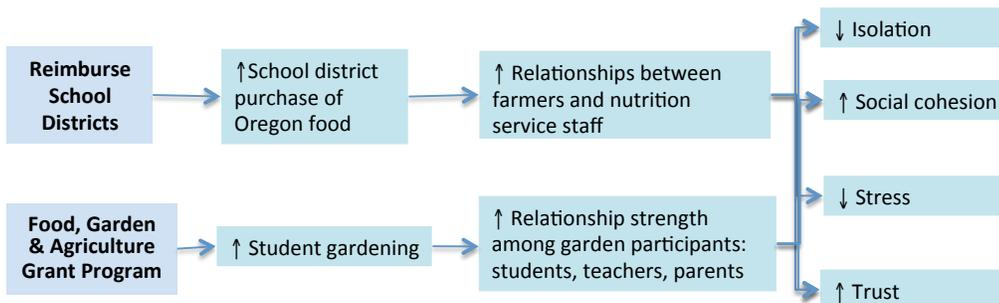 Reimburse
School
Districts
↑School district
purchase of
Oregon food
↑ Relationships between
farmers and nutrition
service staff
↓ Isolation
↑ Social cohesion
↓ Stress
↑ Trust
Food, Garden
& Agriculture
Grant Program
↑ Student gardening
↑ Relationship strength
among garden participants:
students, teachers, parents